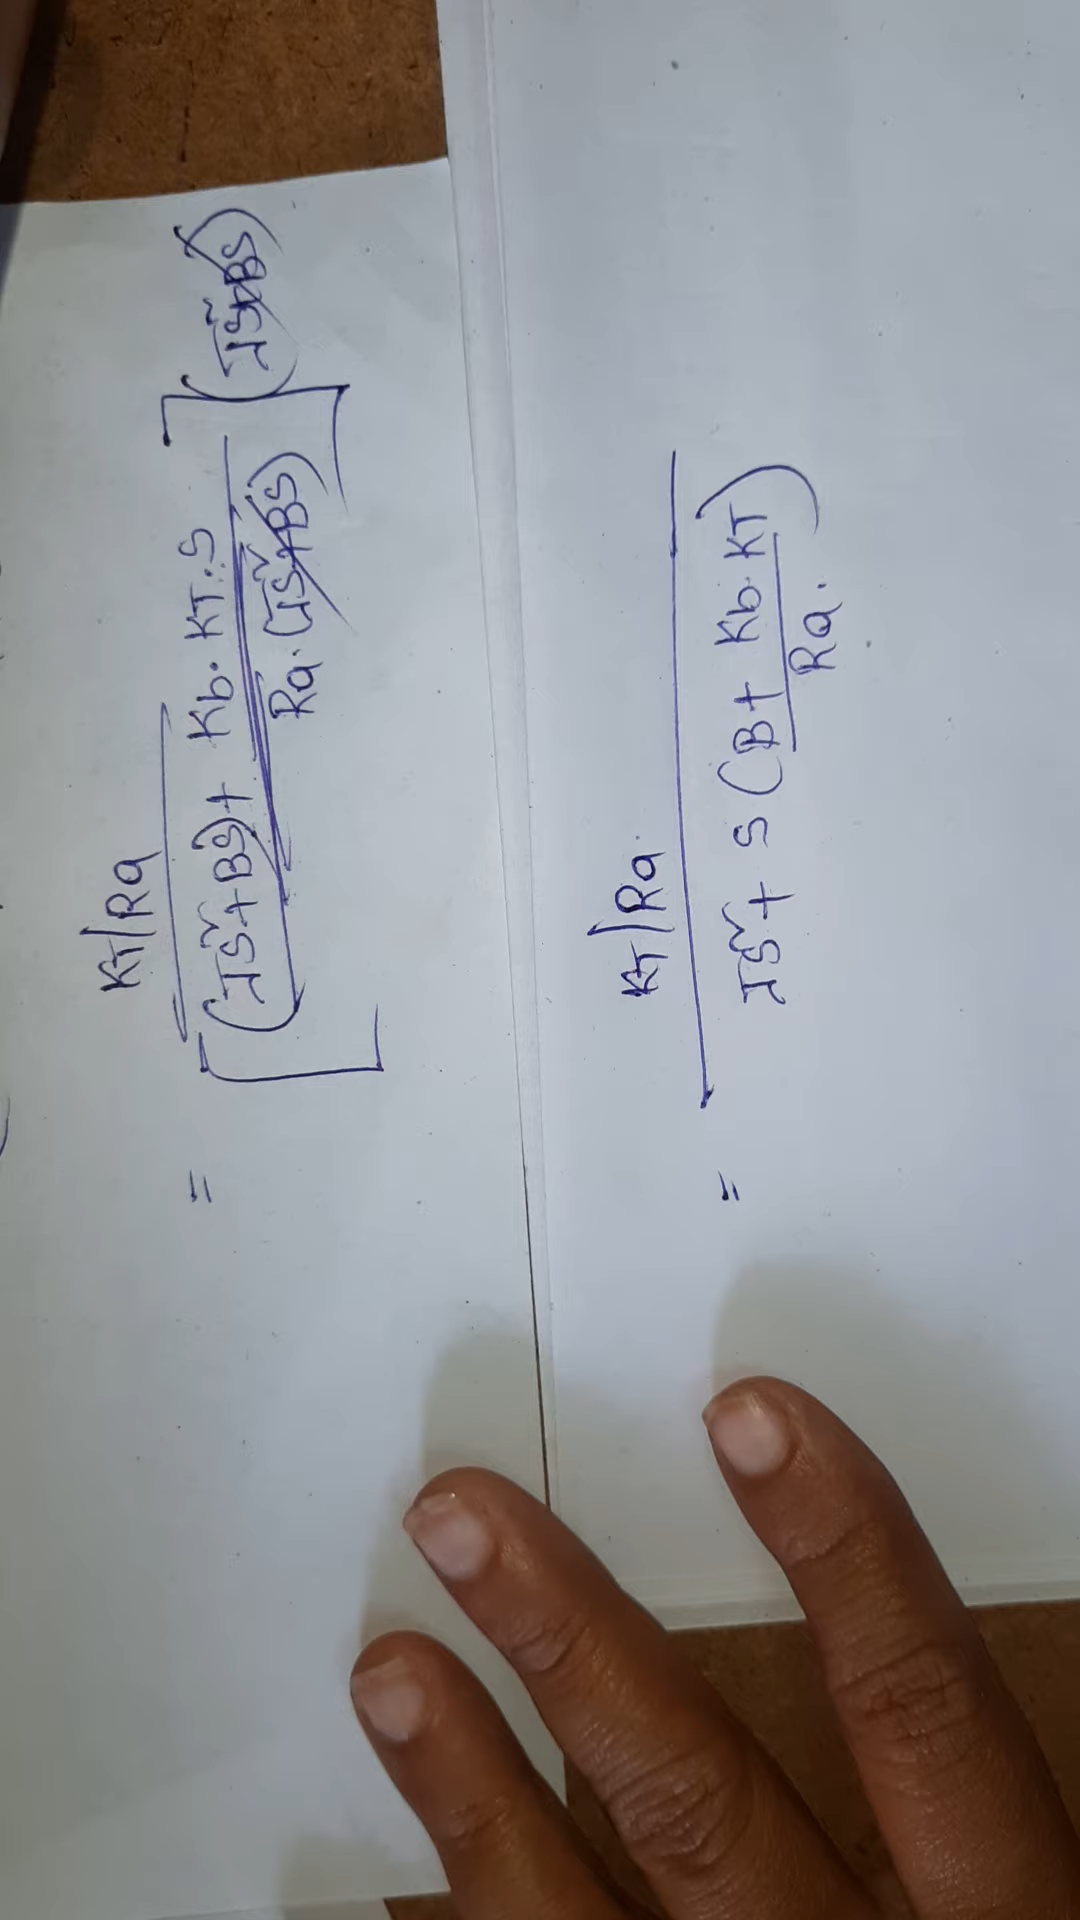 KT/Ra
= [(JS²+BS)+ Kb·KT·S] (JS²+BS)
Ra·(JS²+BS)
KT/Ra
= JS²+ S(B+ Kb·KT)
Ra.